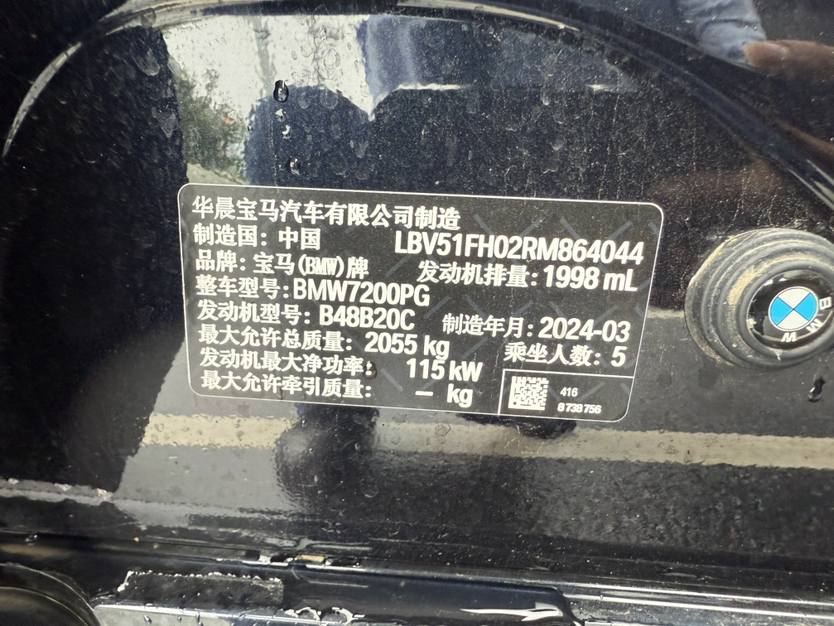 华晨宝马汽车有限公司制造
制造国：中国 LBV51FH02RM864044
品牌：宝马(BMW)牌 发动机排量：1998 mL
整车型号：BMW7200PG
发动机型号：B48B20C 制造年月：2024-03
最大允许总质量： 2055 kg 乘坐人数：5
发动机最大净功率： 115 kW
最大允许牵引质量： — kg
416
8 738 756
BMW